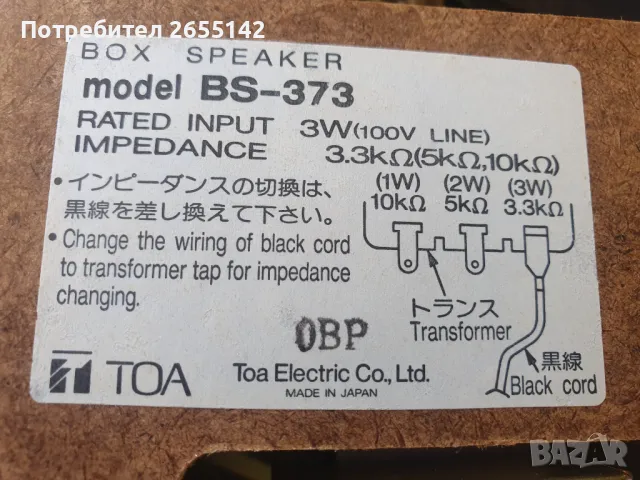 Потребител 2655142
BOX SPEAKER
model BS-373
RATED INPUT 3W(100V LINE)
IMPEDANCE 3.3kΩ(5kΩ,10kΩ)
• インピーダンスの切換は、
黒線を差し換えて下さい。
• Change the wiring of black cord
to transformer tap for impedance
changing.
(1W) (2W) (3W)
10kΩ 5kΩ 3.3kΩ
トランス
Transformer
黒線
Black cord
OBP
TOA
Toa Electric Co., Ltd.
MADE IN JAPAN
BAZAR